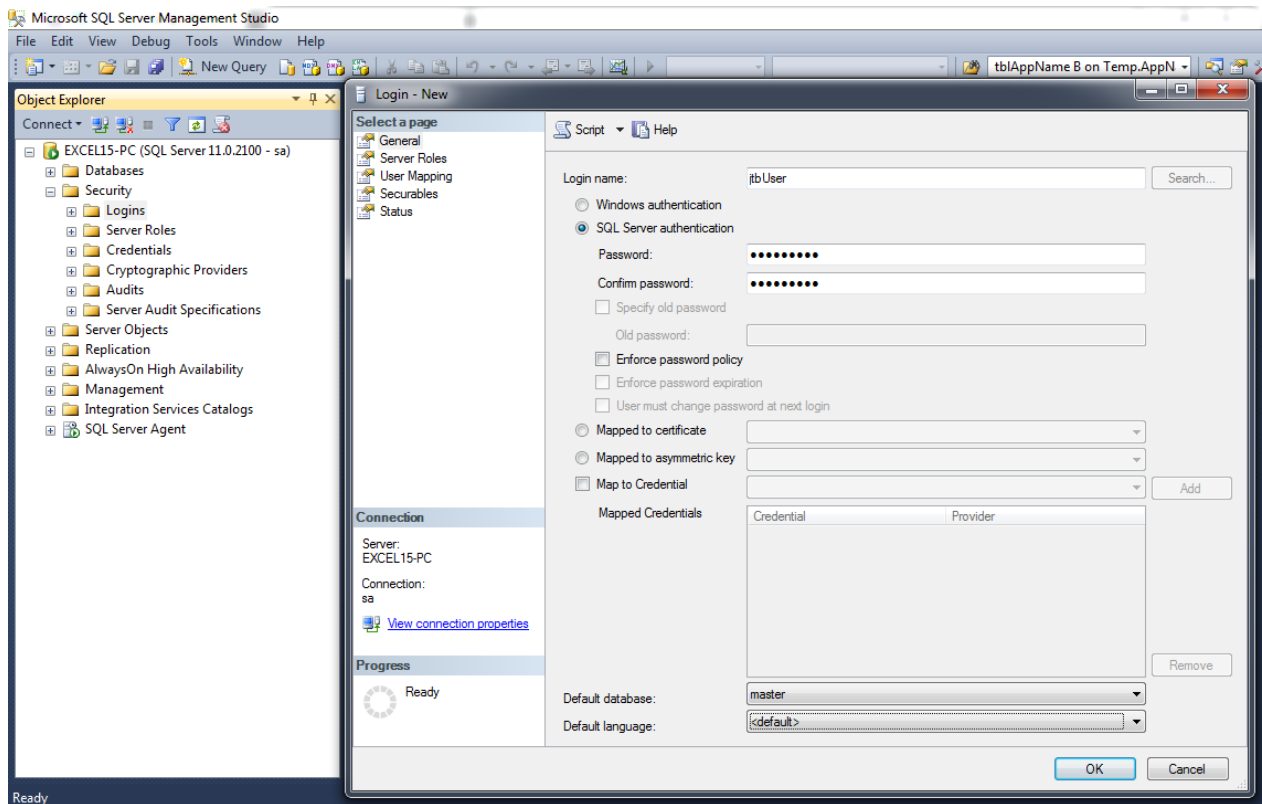 Microsoft SQL Server Management Studio
File Edit View Debug Tools Window Help
New Query
tblAppName B on Temp.AppN
Object Explorer
Connect
EXCEL15-PC (SQL Server 11.0.2100 - sa)
Databases
Security
Logins
Server Roles
Credentials
Cryptographic Providers
Audits
Server Audit Specifications
Server Objects
Replication
AlwaysOn High Availability
Management
Integration Services Catalogs
SQL Server Agent
Ready
Login - New
Select a page
General
Server Roles
User Mapping
Securables
Status
Connection
Server:
EXCEL15-PC
Connection:
sa
View connection properties
Progress
Ready
Script Help
Login name: jtbUser Search...
Windows authentication
SQL Server authentication
Password: ●●●●●●●●●
Confirm password: ●●●●●●●●●
Specify old password
Old password:
Enforce password policy
Enforce password expiration
User must change password at next login
Mapped to certificate
Mapped to asymmetric key
Map to Credential Add
Mapped Credentials Credential Provider
Remove
Default database: master
Default language: <default>
OK Cancel